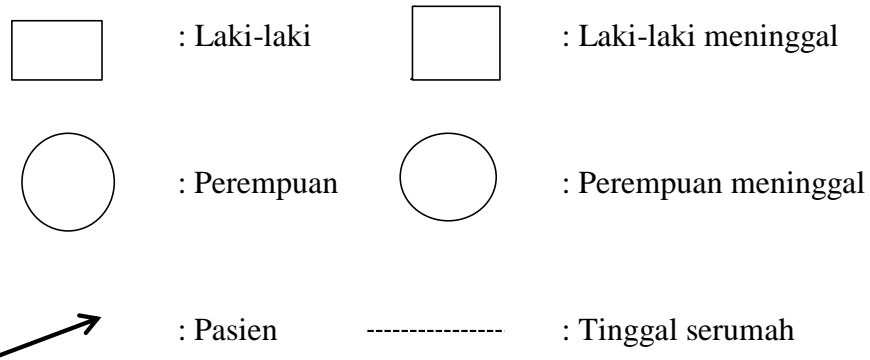 : Laki-laki : Laki-laki meninggal
: Perempuan : Perempuan meninggal
: Pasien : Tinggal serumah